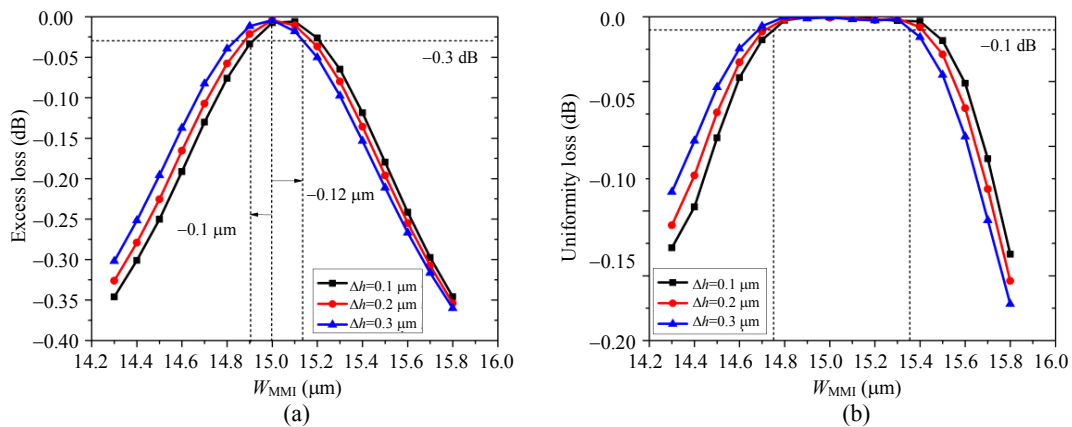 0.00
−0.05
−0.10
−0.15
−0.20
−0.25
−0.30
−0.35
−0.40
Excess loss (dB)
−0.3 dB
−0.12 μm
−0.1 μm
Δh=0.1 μm
Δh=0.2 μm
Δh=0.3 μm
14.2 14.4 14.6 14.8 15.0 15.2 15.4 15.6 15.8 16.0
WMMI (μm)
(a)
0.00
−0.05
−0.10
−0.15
−0.20
Uniformity loss (dB)
−0.1 dB
Δh=0.1 μm
Δh=0.2 μm
Δh=0.3 μm
14.2 14.4 14.6 14.8 15.0 15.2 15.4 15.6 15.8 16.0
WMMI (μm)
(b)